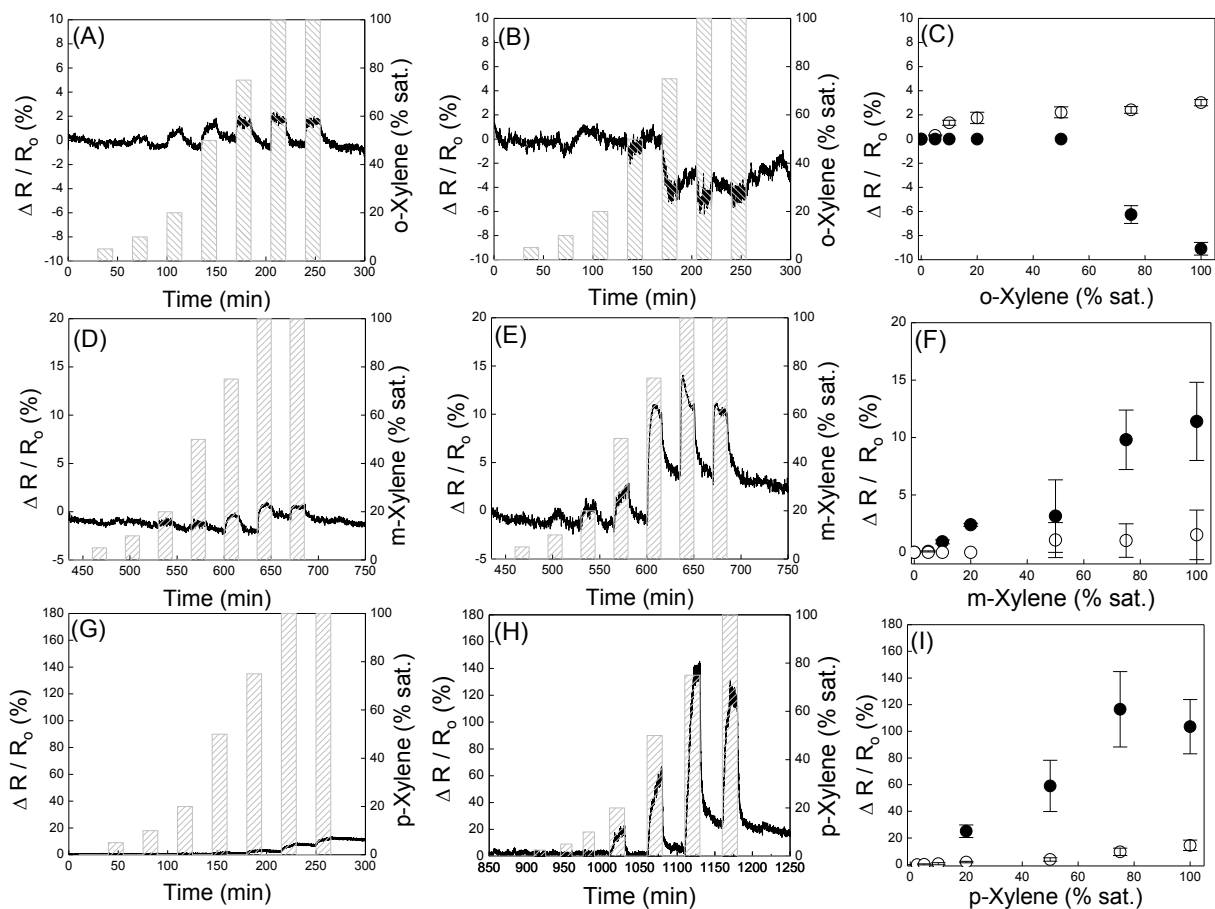 (A)
10
8
6
4
2
0
-2
-4
-6
-8
-10
Δ R / Ro (%)
100
80
60
40
20
0
o-Xylene (% sat.)
0 50 100 150 200 250 300
Time (min)
(B)
10
8
6
4
2
0
-2
-4
-6
-8
-10
Δ R / Ro (%)
100
80
60
40
20
0
o-Xylene (% sat.)
0 50 100 150 200 250 300
Time (min)
(C)
10
8
6
4
2
0
-2
-4
-6
-8
-10
Δ R / Ro (%)
0 20 40 60 80 100
o-Xylene (% sat.)
(D)
20
15
10
5
0
-5
Δ R / Ro (%)
100
80
60
40
20
0
m-Xylene (% sat.)
450 500 550 600 650 700 750
Time (min)
(E)
20
15
10
5
0
-5
Δ R / Ro (%)
100
80
60
40
20
0
m-Xylene (% sat.)
450 500 550 600 650 700 750
Time (min)
(F)
20
15
10
5
0
Δ R / Ro (%)
0 20 40 60 80 100
m-Xylene (% sat.)
(G)
180
160
140
120
100
80
60
40
20
0
Δ R / Ro (%)
100
80
60
40
20
0
p-Xylene (% sat.)
0 50 100 150 200 250 300
Time (min)
(H)
180
160
140
120
100
80
60
40
20
0
Δ R / Ro (%)
100
80
60
40
20
0
p-Xylene (% sat.)
850 900 950 1000 1050 1100 1150 1200 1250
Time (min)
(I)
180
160
140
120
100
80
60
40
20
0
Δ R / Ro (%)
0 20 40 60 80 100
p-Xylene (% sat.)